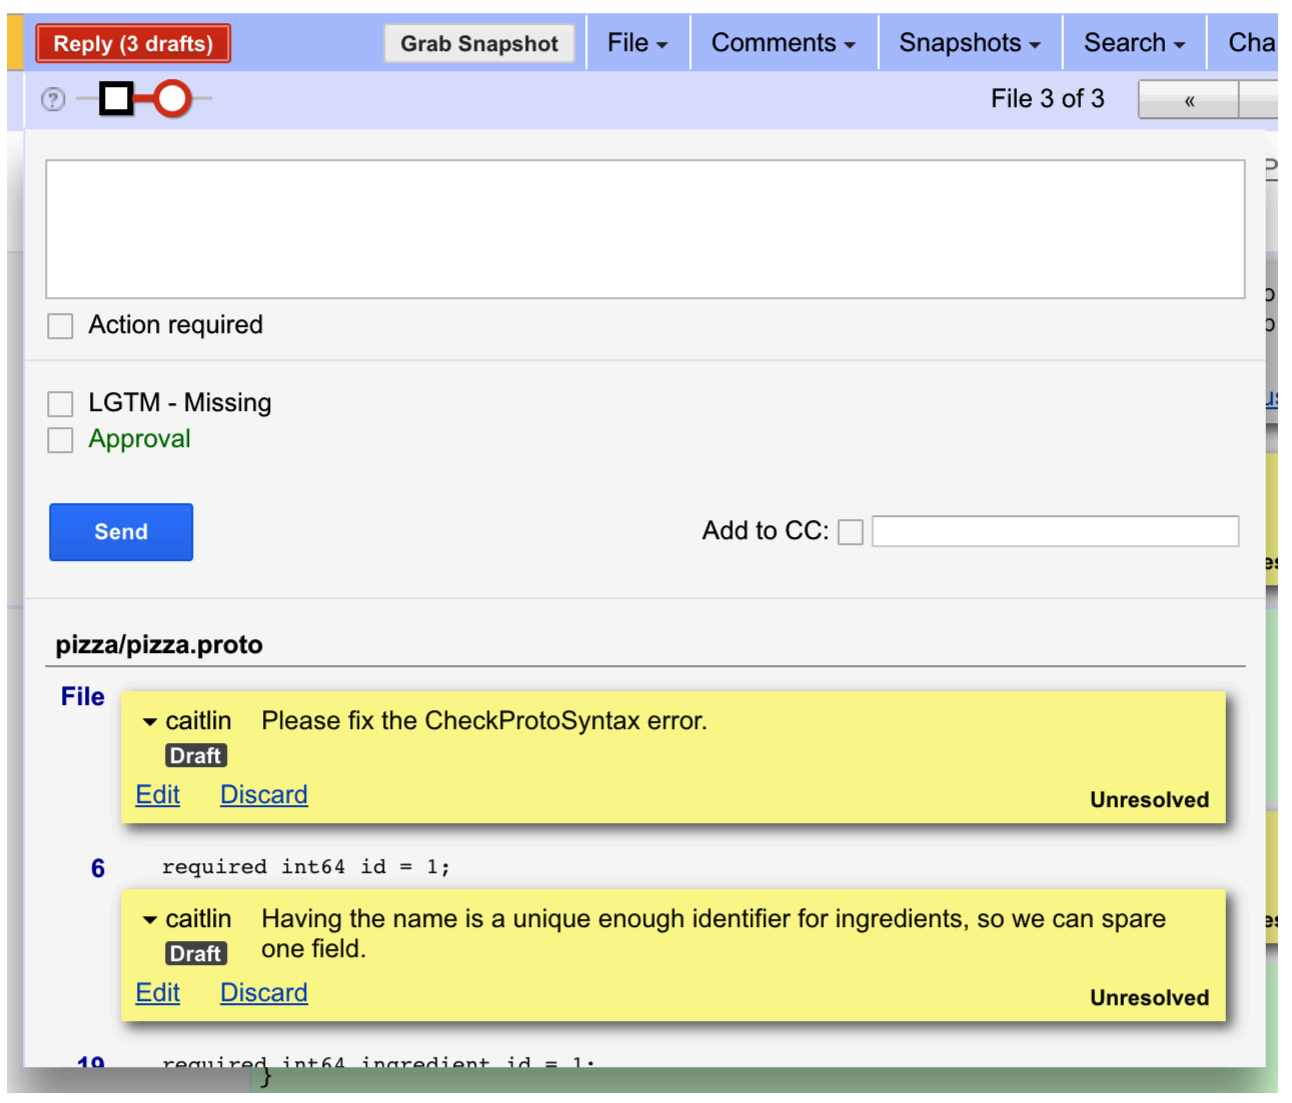 Reply (3 drafts) Grab Snapshot File Comments Snapshots Search Cha
? File 3 of 3 «
Action required
LGTM - Missing
Approval
Send Add to CC:
pizza/pizza.proto
File
caitlin Please fix the CheckProtoSyntax error.
Draft
Edit Discard Unresolved
6 required int64 id = 1;
caitlin Having the name is a unique enough identifier for ingredients, so we can spare
Draft one field.
Edit Discard Unresolved
19 required int64 ingredient id = 1;
}